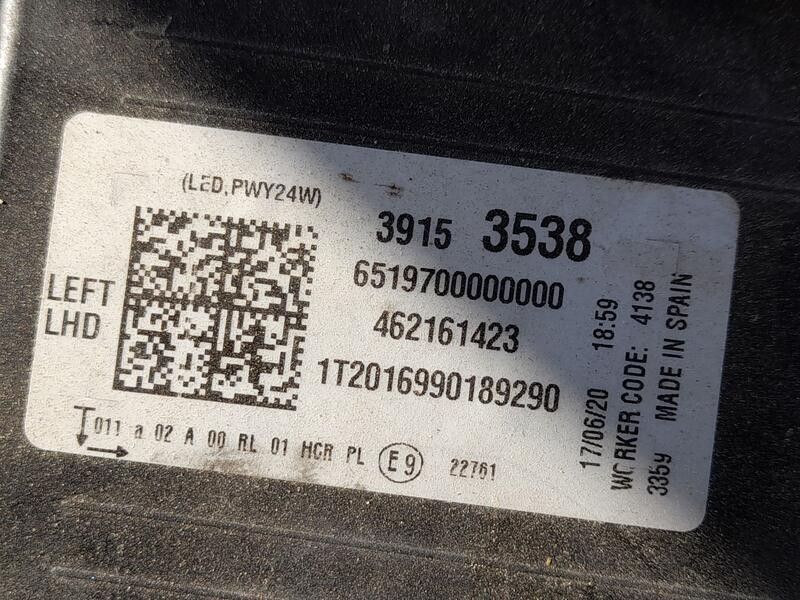 (LED,PWY24W)
3915 3538
6519700000000
462161423
1T2016990189290
LEFT
LHD
T 011 a 02 A 00 RL 01 HCR PL E9 22761
17/06/20 18:59
WORKER CODE: 4138
3359 MADE IN SPAIN